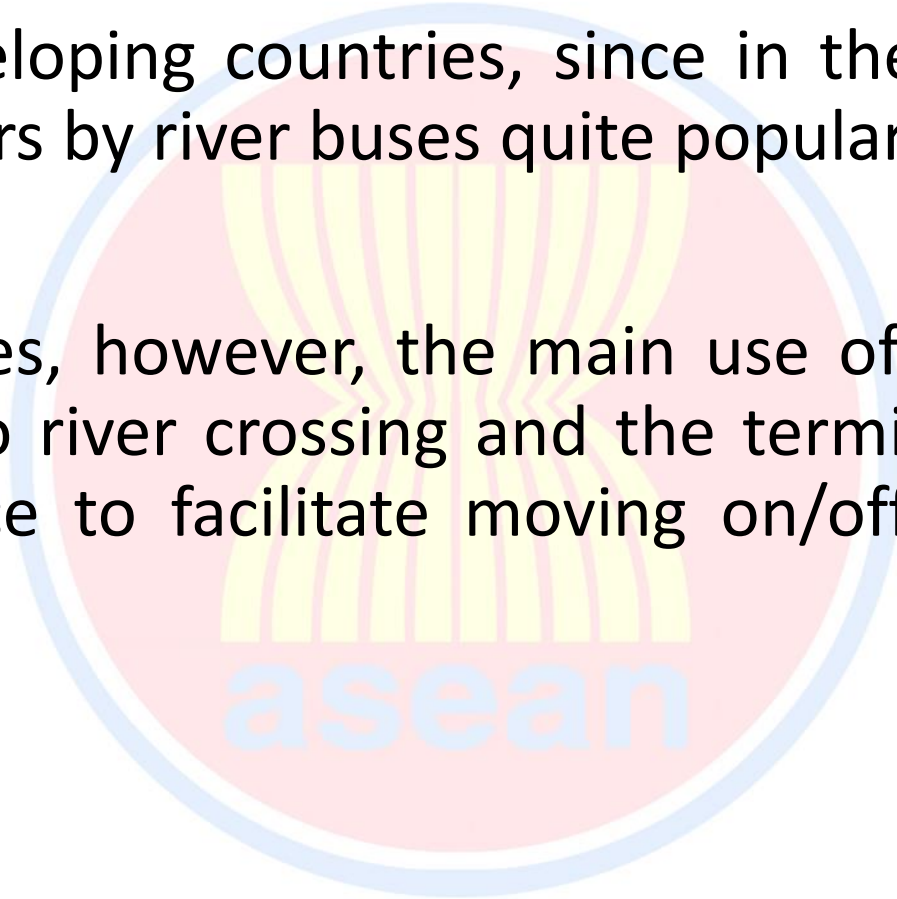 eloping countries, since in the
rs by river buses quite popular
es, however, the main use of
o river crossing and the termi
ce to facilitate moving on/off
asean